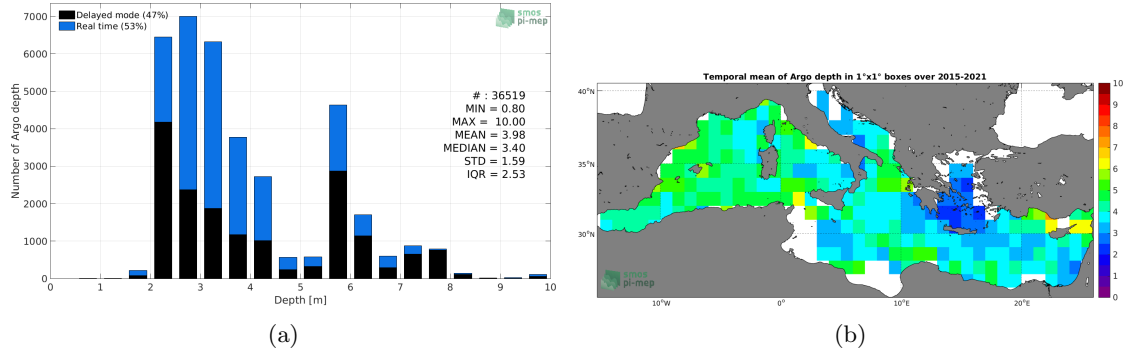 Delayed mode (47%)
Real time (53%)
smos
pi-mep
7000
6000
5000
4000
3000
2000
1000
0
Number of Argo depth
# : 36519
MIN = 0.80
MAX = 10.00
MEAN = 3.98
MEDIAN = 3.40
STD = 1.59
IQR = 2.53
0 1 2 3 4 5 6 7 8 9 10
Depth [m]
(a)
Temporal mean of Argo depth in 1°x1° boxes over 2015-2021
40°N
35°N
30°N
10°W 0° 10°E 20°E
smos
pi-mep
10
9
8
7
6
5
4
3
2
1
0
(b)